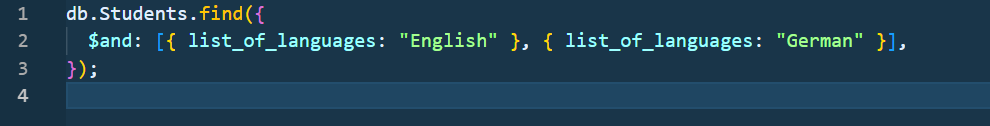 1 db.Students.find({
2 $and: [{ list_of_languages: "English" }, { list_of_languages: "German" }],
3 });
4